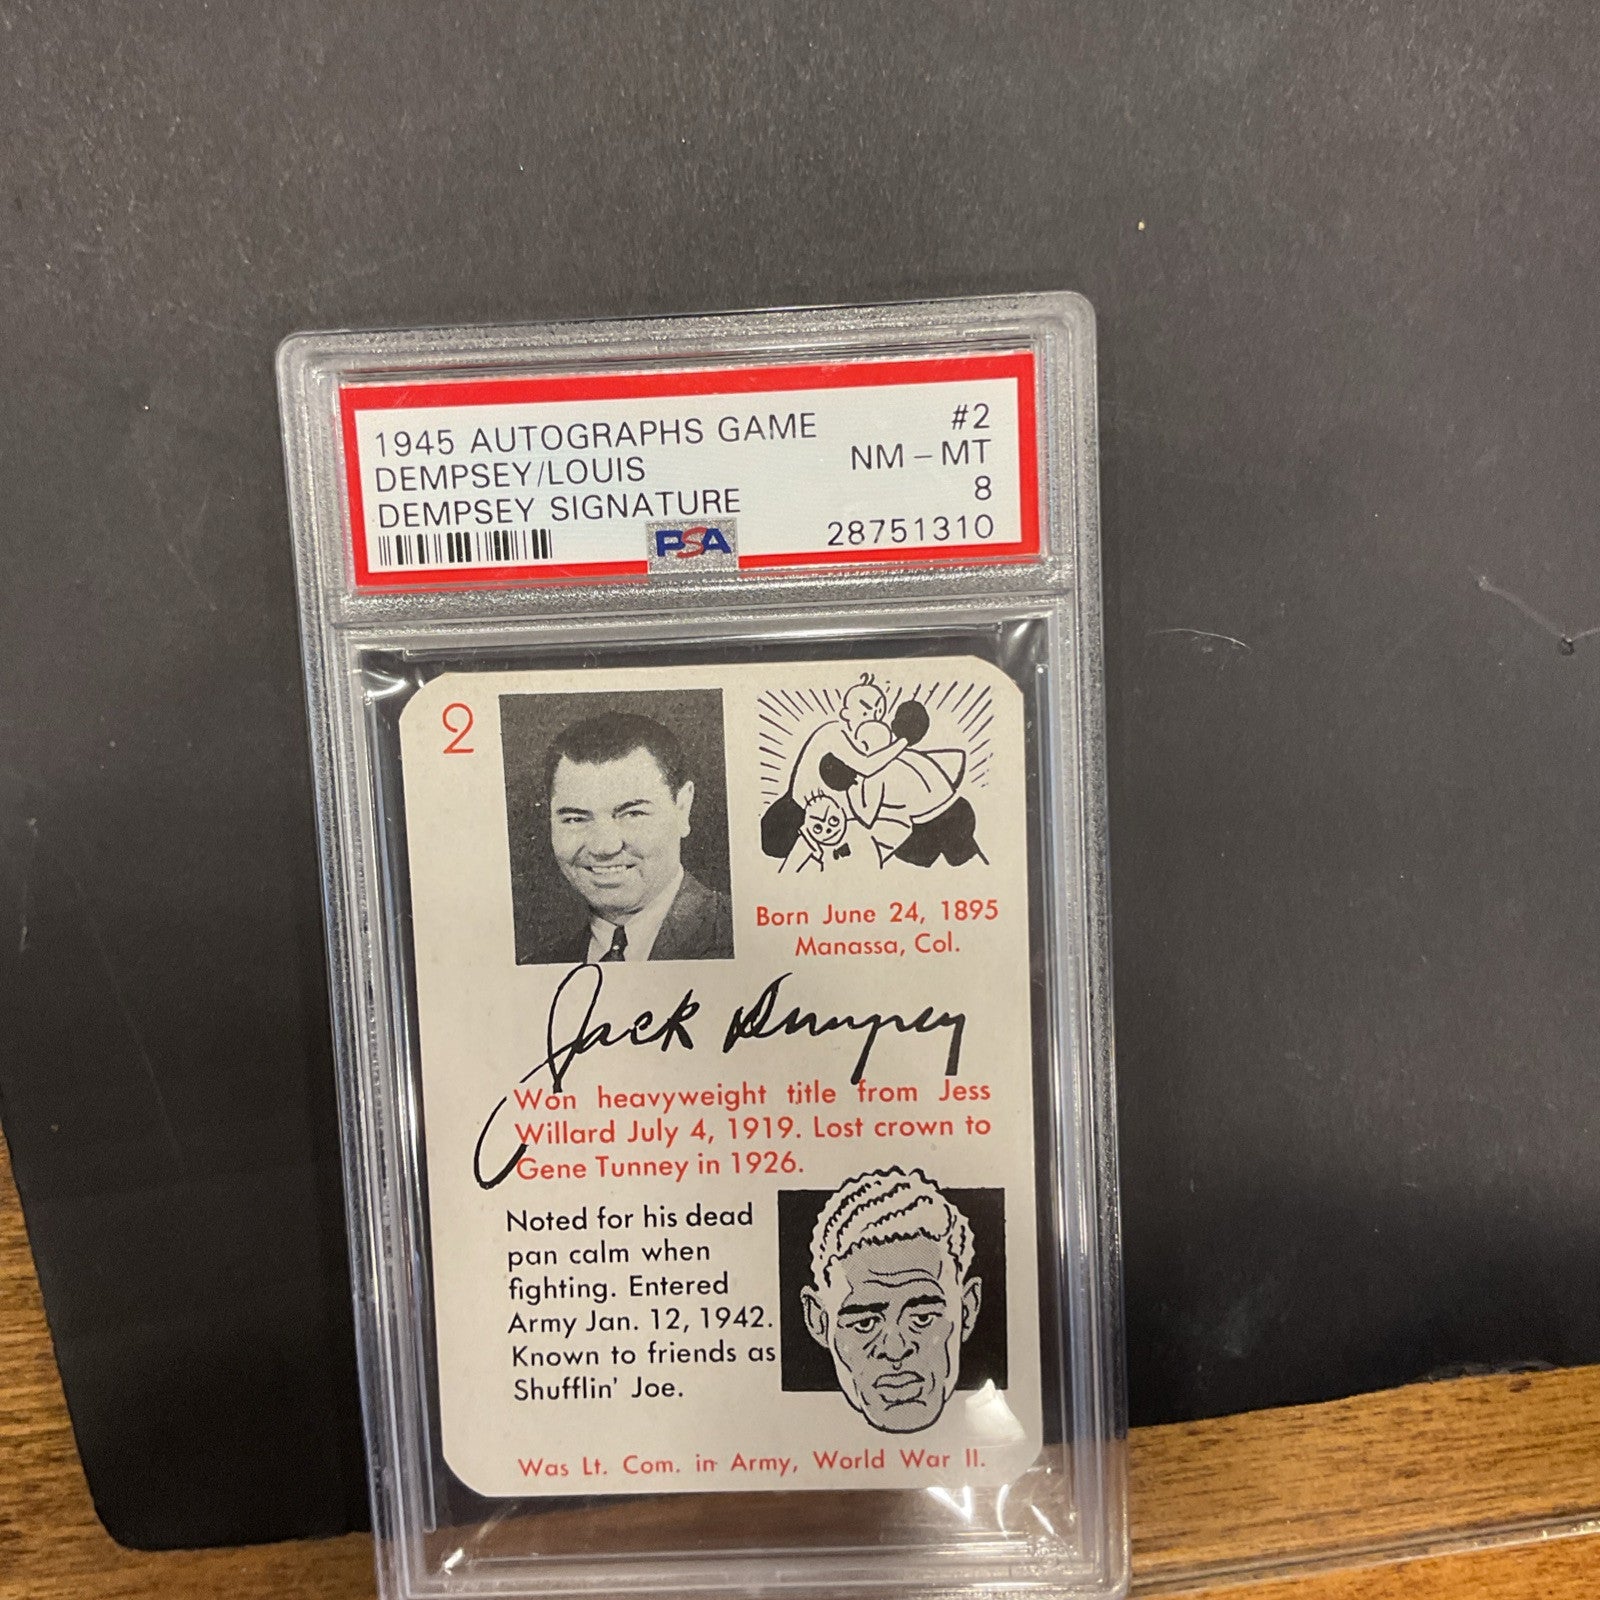 1945 AUTOGRAPHS GAME #2
DEMPSEY/LOUIS NM - MT
DEMPSEY SIGNATURE 8
PSA 28751310
2
Born June 24, 1895
Manassa, Col.
Jack Dempsey
Won heavyweight title from Jess
Willard July 4, 1919. Lost crown to
Gene Tunney in 1926.
Noted for his dead
pan calm when
fighting. Entered
Army Jan. 12, 1942.
Known to friends as
Shufflin' Joe.
Was Lt. Com. in Army, World War II.